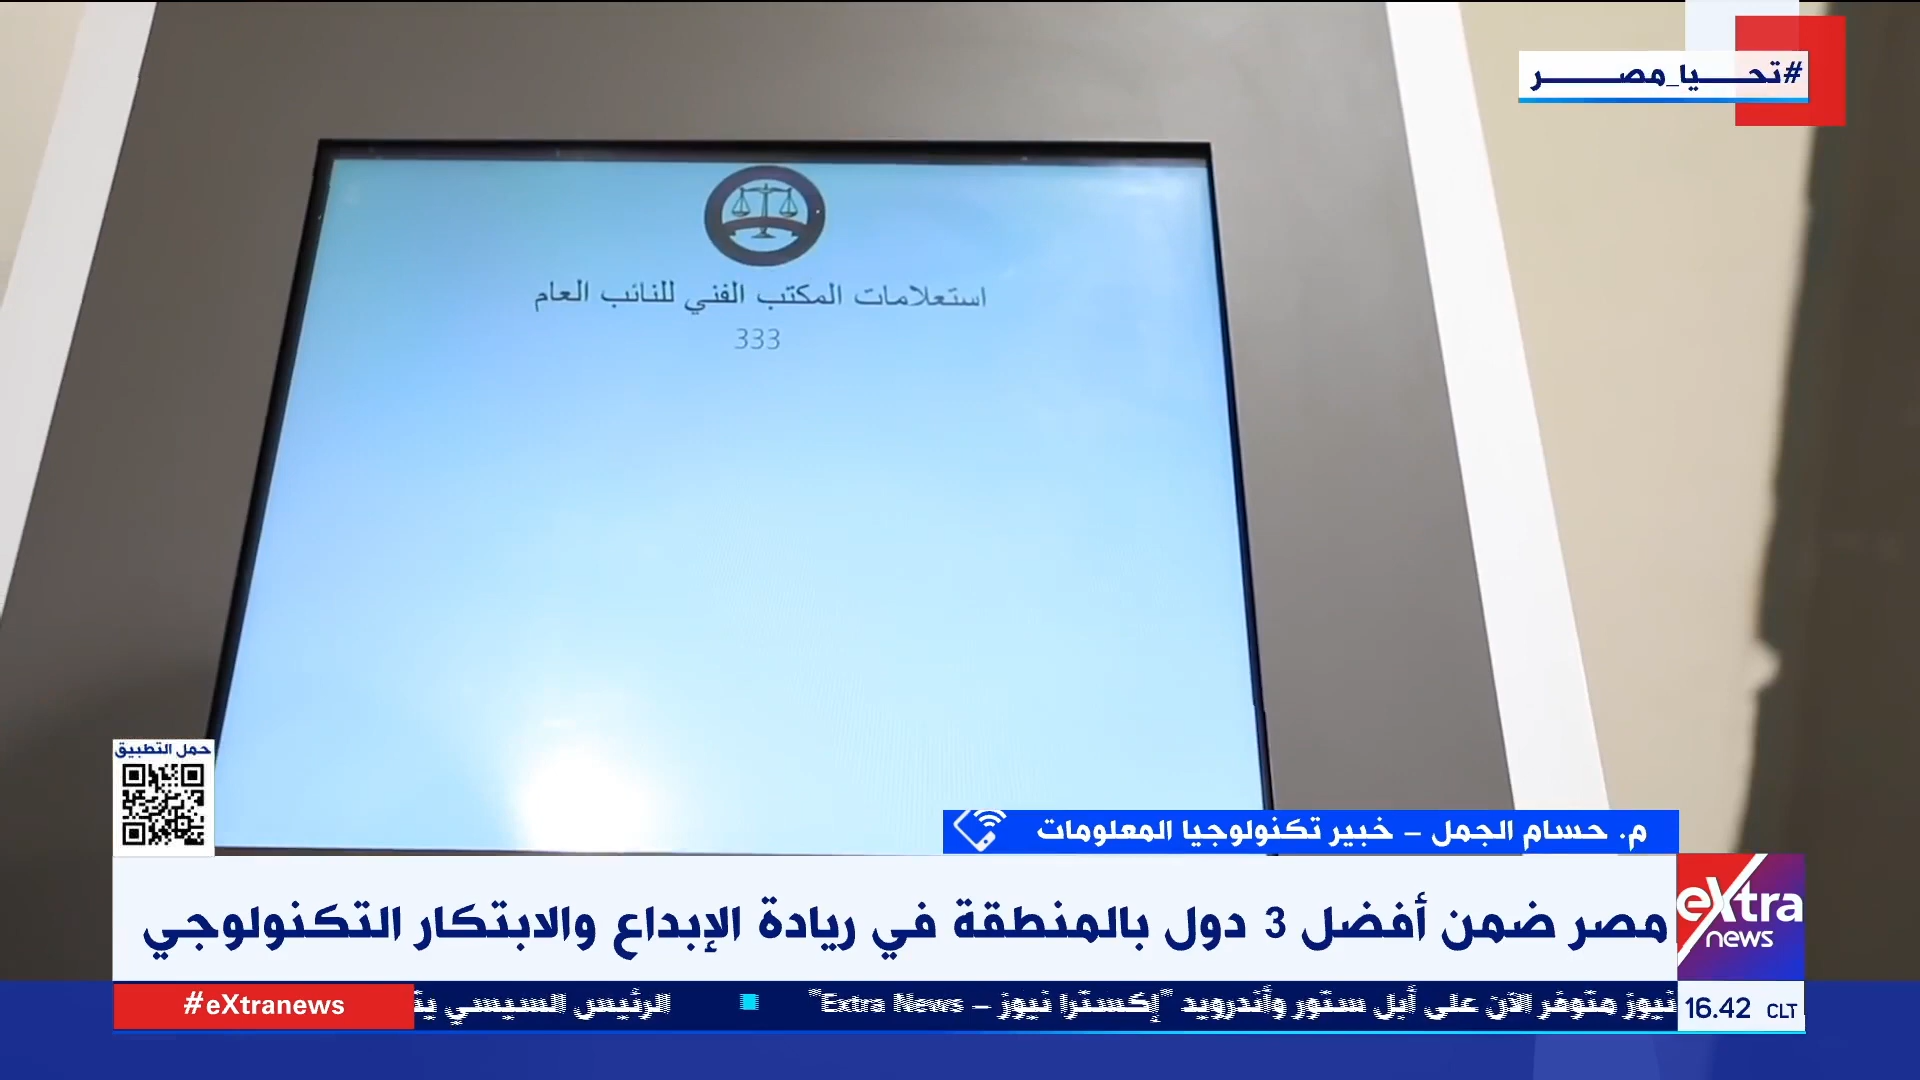 #تحيا_مصر
استعلامات المكتب الفني للنائب العام
333
حمل التطبيق
م. حسام الجمل - خبير تكنولوجيا المعلومات
مصر ضمن أفضل 3 دول بالمنطقة في ريادة الإبداع والابتكار التكنولوجي
eXtra news
#eXtranews
نيوز متوفر الآن على أبل ستور وأندرويد "إكسترا نيوز – Extra News"
الرئيس السيسي
16.42 CLT